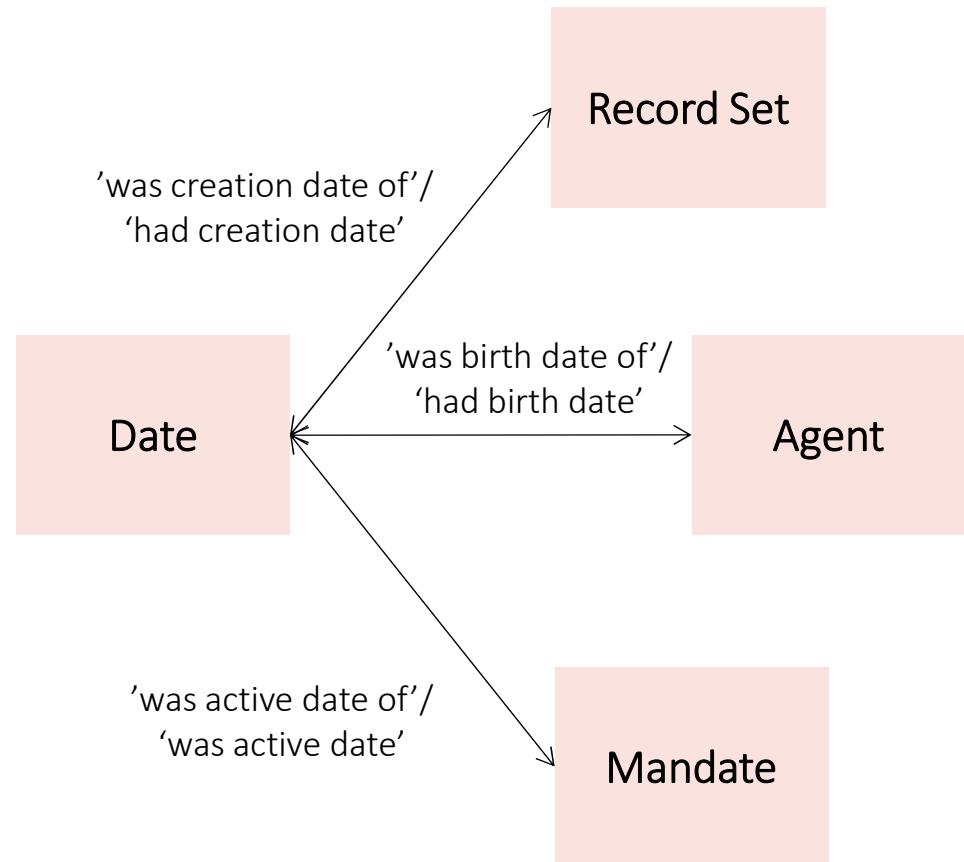 Record Set
’was creation date of’/
‘had creation date’
’was birth date of’/
‘had birth date’
Date
Agent
’was active date of’/
‘was active date’
Mandate